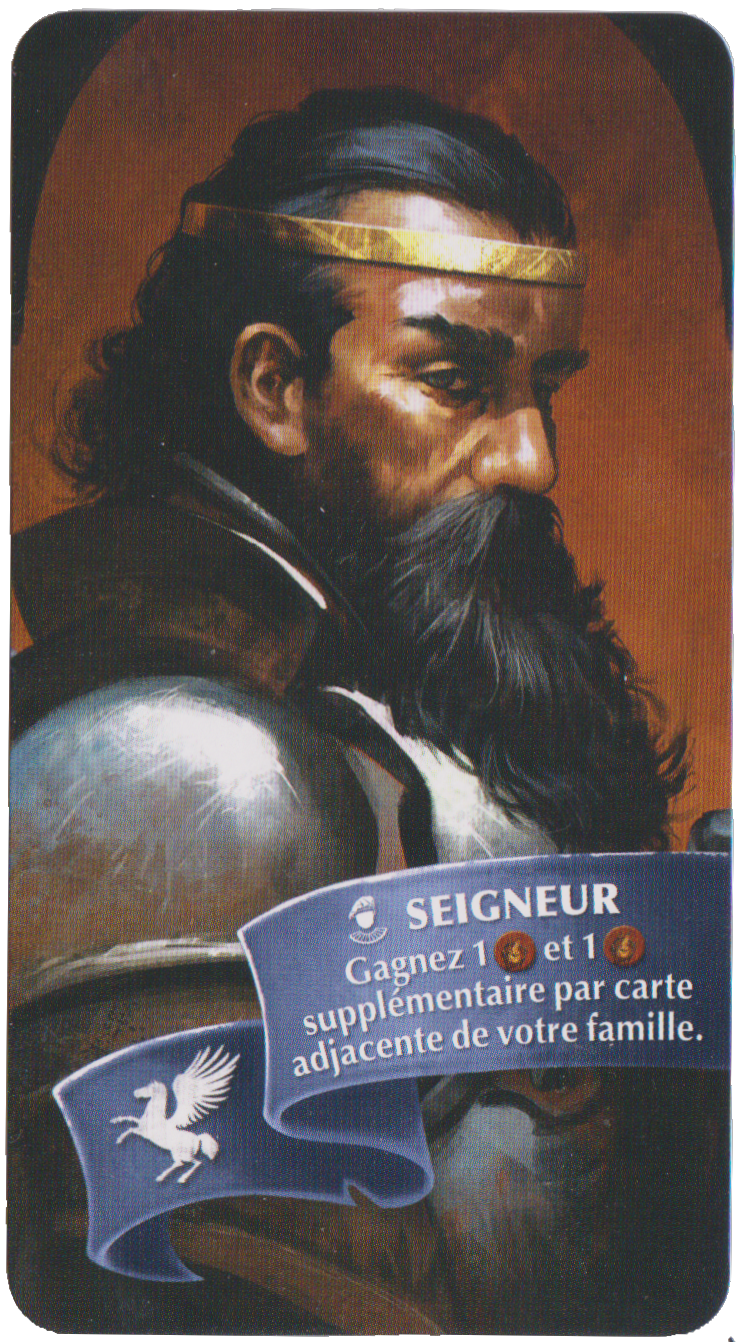 SEIGNEUR
Gagnez 1 et 1
supplémentaire par carte
adjacente de votre famille.